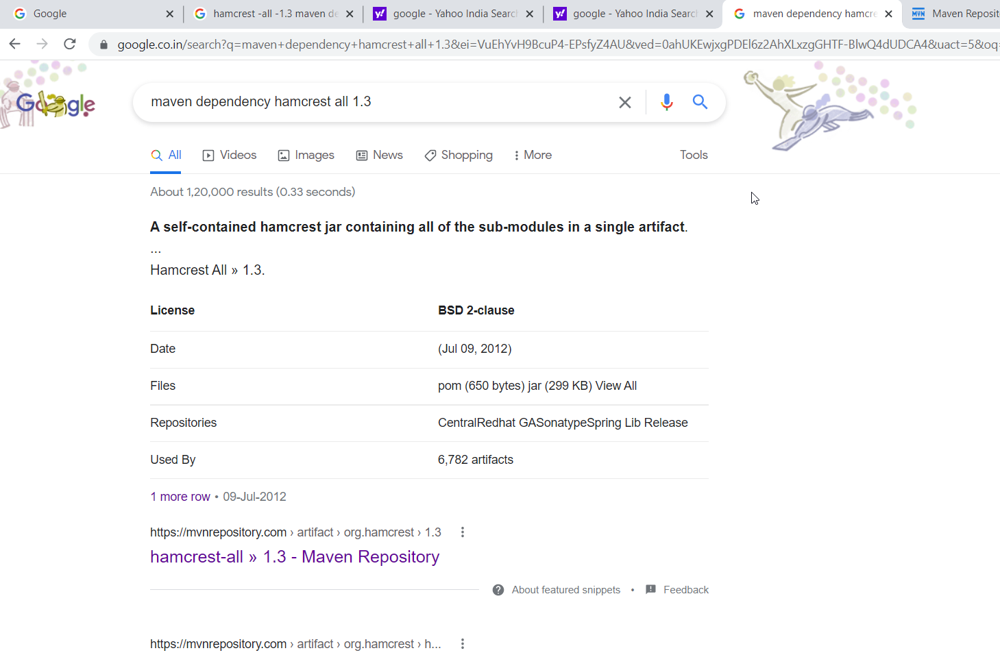 Google
hamcrest -all -1.3 maven de
google - Yahoo India Searc
google - Yahoo India Search
maven dependency hamcre
MVN Maven Reposit
google.co.in/search?q=maven+dependency+hamcrest+all+1.3&ei=VuEhYvH9BcuP4-EPsfyZ4AU&ved=0ahUKEwjxgPDEl6z2AhXLxzgGHTF-BlwQ4dUDCA4&uact=5&oq=
Google
maven dependency hamcrest all 1.3
All Videos Images News Shopping More Tools
About 1,20,000 results (0.33 seconds)
A self-contained hamcrest jar containing all of the sub-modules in a single artifact.
...
Hamcrest All » 1.3.
License BSD 2-clause
Date (Jul 09, 2012)
Files pom (650 bytes) jar (299 KB) View All
Repositories CentralRedhat GASonatypeSpring Lib Release
Used By 6,782 artifacts
1 more row • 09-Jul-2012
https://mvnrepository.com › artifact › org.hamcrest › 1.3
hamcrest-all » 1.3 - Maven Repository
About featured snippets • Feedback
https://mvnrepository.com › artifact › org.hamcrest › h...